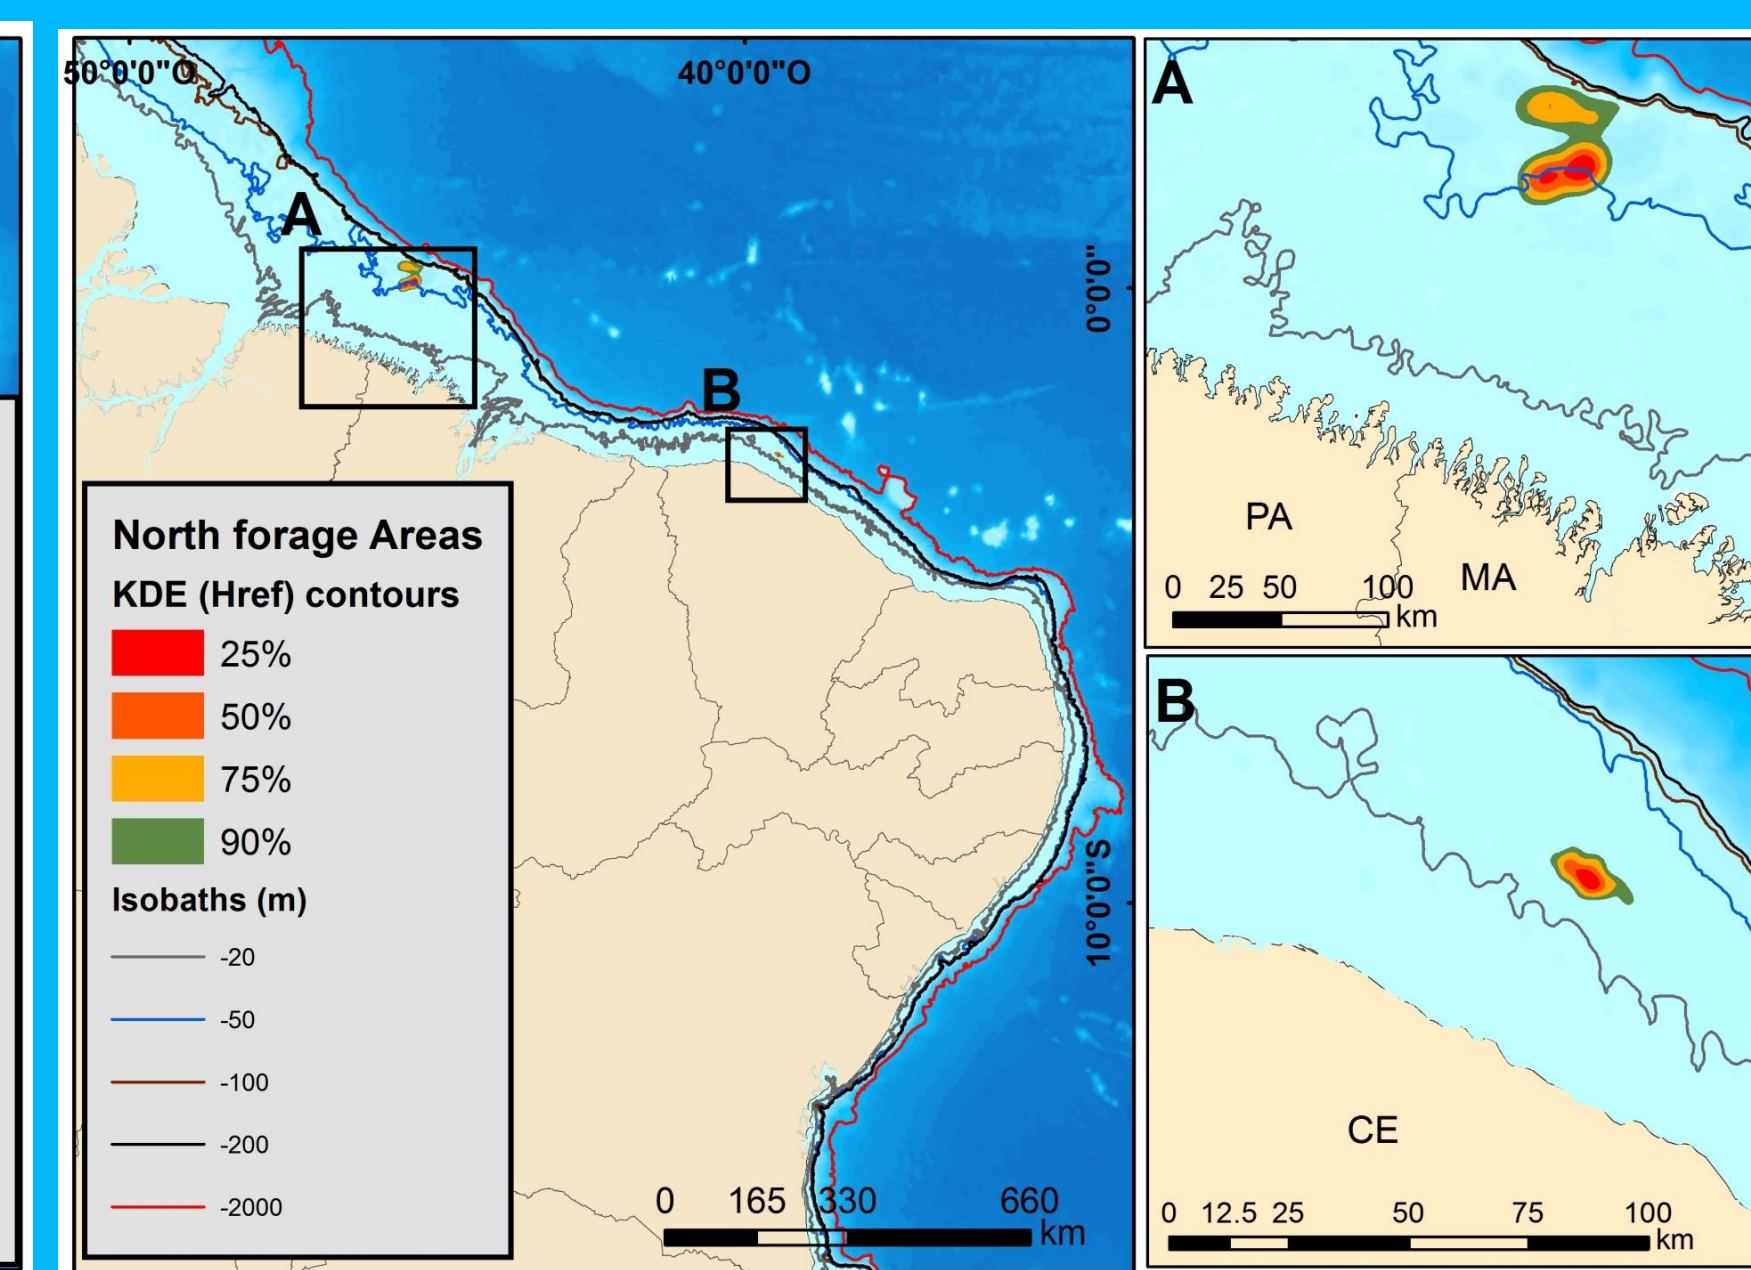 50°0'0"O
40°0'0"O
A
B
0°0'0"
10°0'0"S
North forage Areas
KDE (Href) contours
25%
50%
75%
90%
Isobaths (m)
-20
-50
-100
-200
-2000
0 165 330 660
km
A
PA
MA
0 25 50 100
km
B
CE
0 12.5 25 50 75 100
km